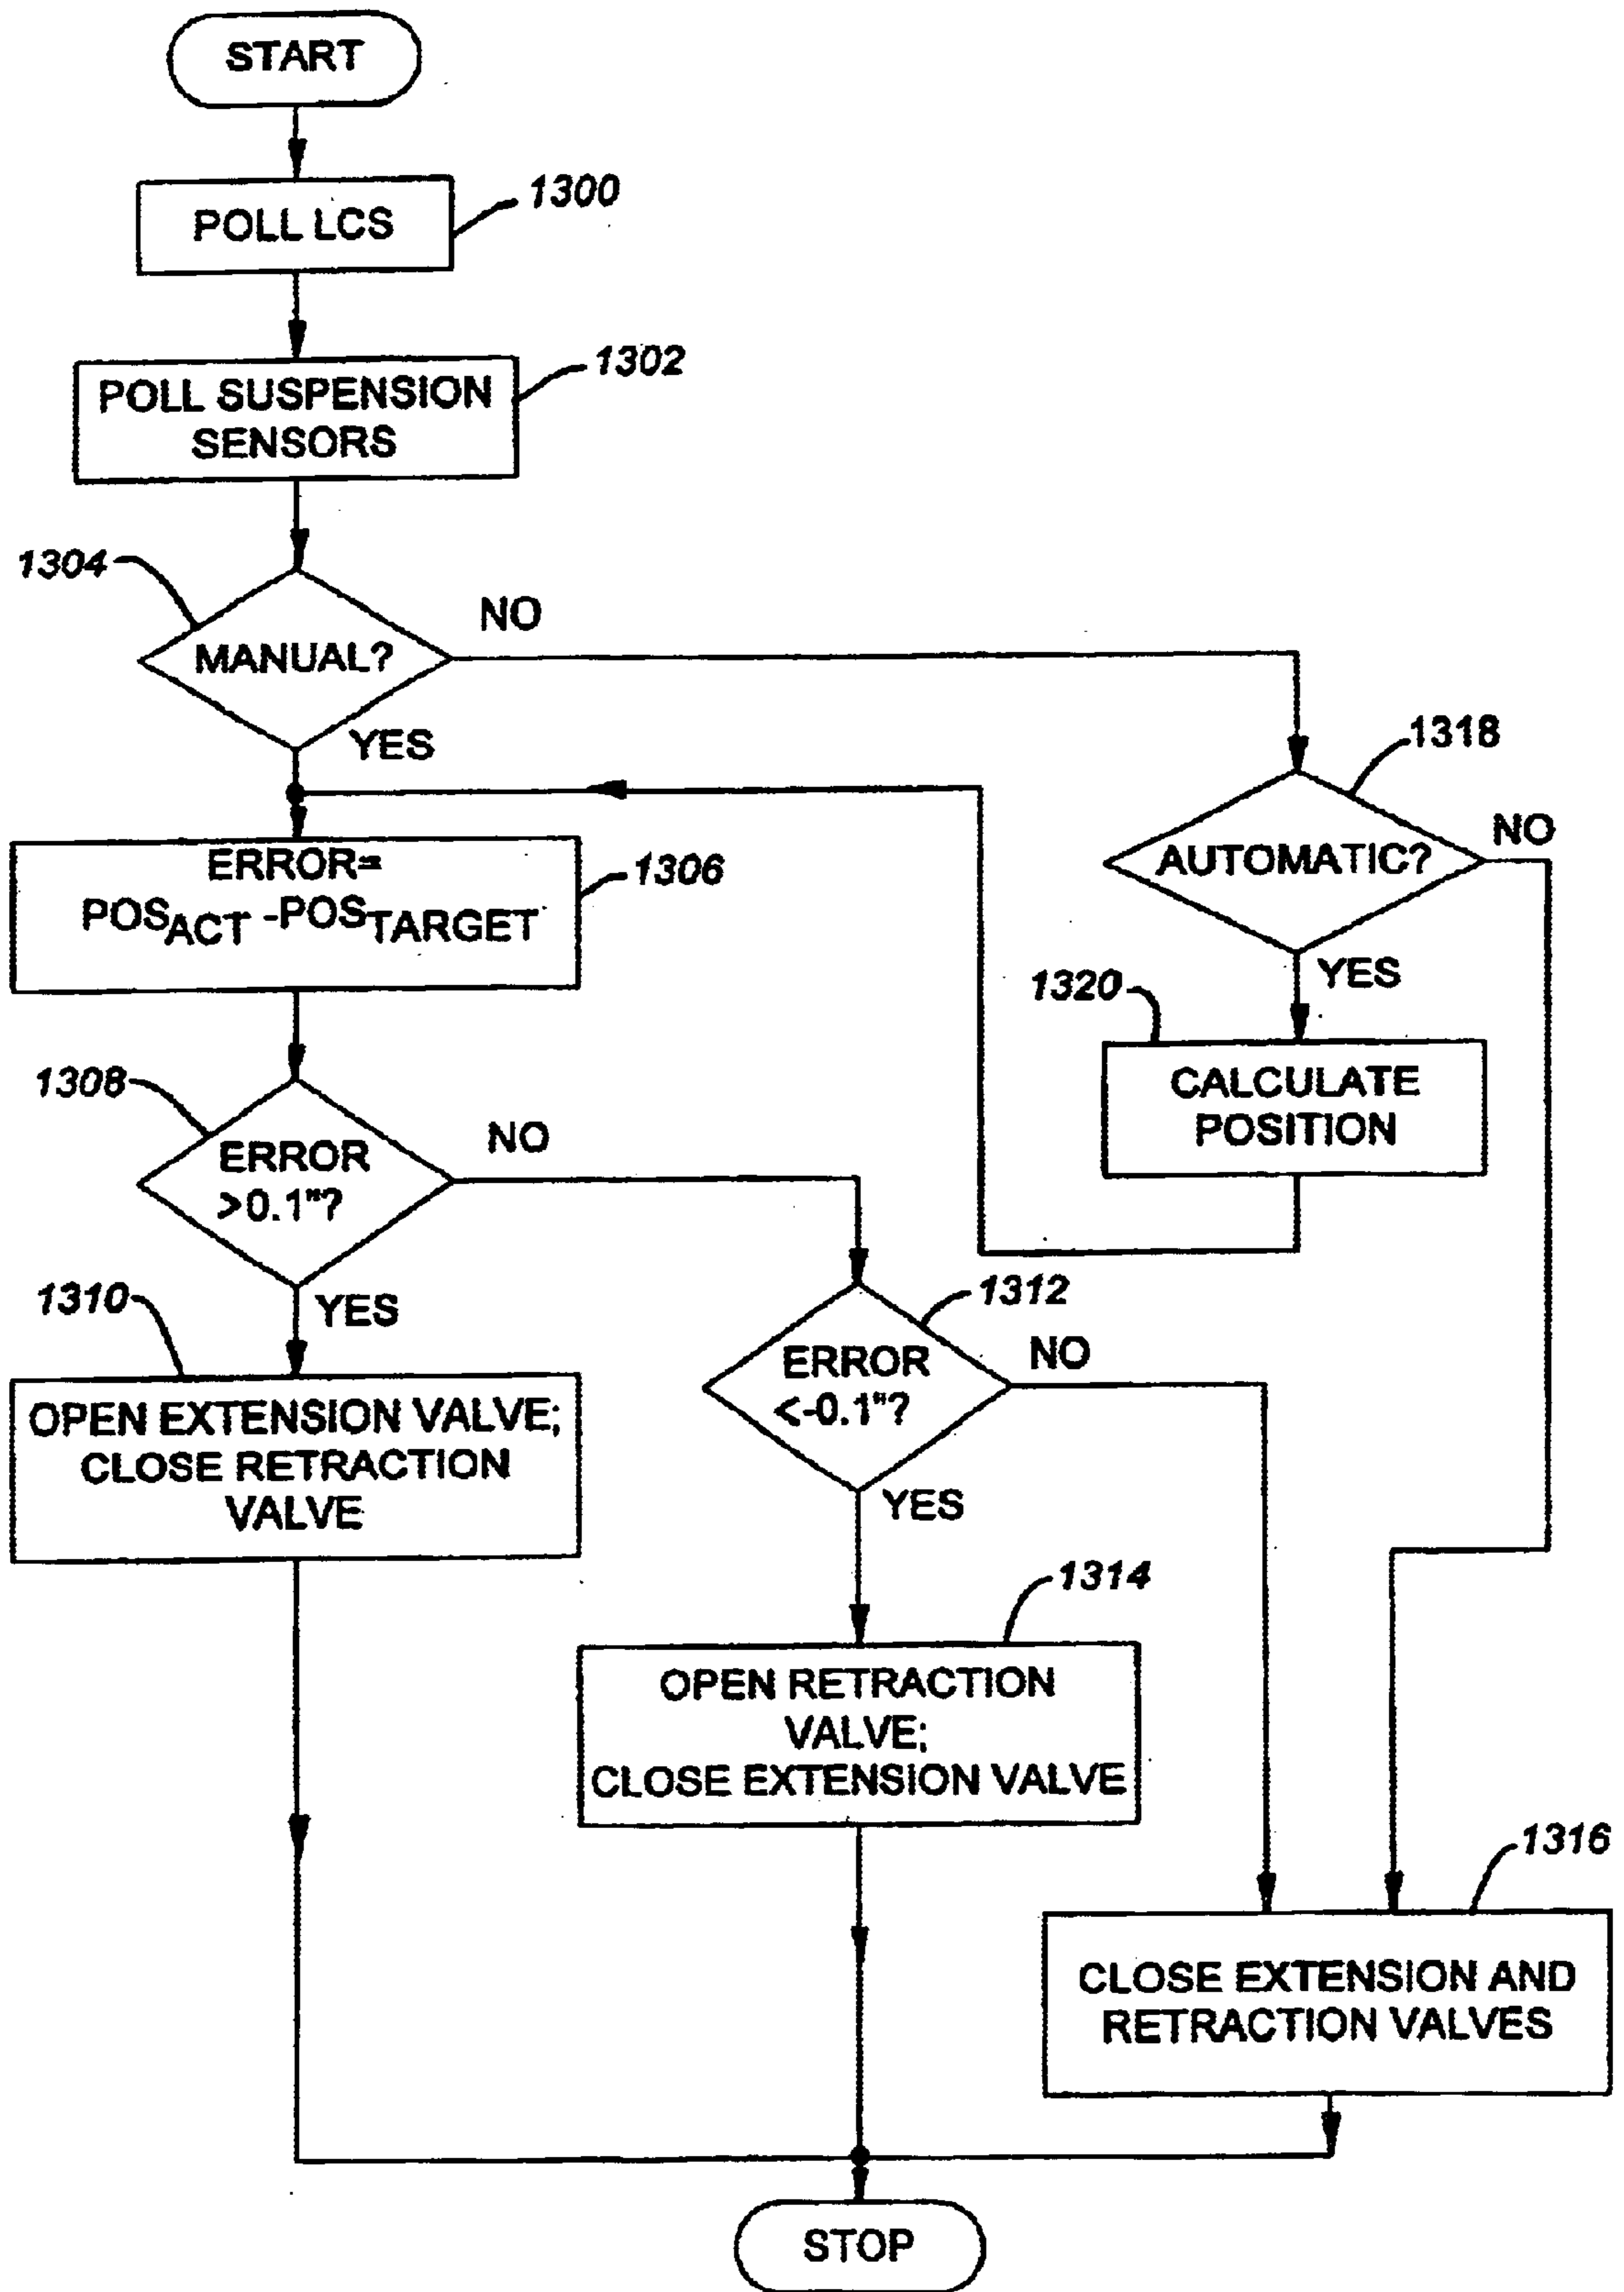 START
POLL LCS
1300
POLL SUSPENSION
SENSORS
1302
1304
MANUAL?
NO
YES
1318
AUTOMATIC?
NO
YES
ERROR=
POSACT -POSTARGET
1306
1320
CALCULATE
POSITION
1308
ERROR
>0.1"?
NO
YES
1310
OPEN EXTENSION VALVE;
CLOSE RETRACTION
VALVE
1312
ERROR
<-0.1"?
NO
YES
1314
OPEN RETRACTION
VALVE;
CLOSE EXTENSION VALVE
1316
CLOSE EXTENSION AND
RETRACTION VALVES
STOP